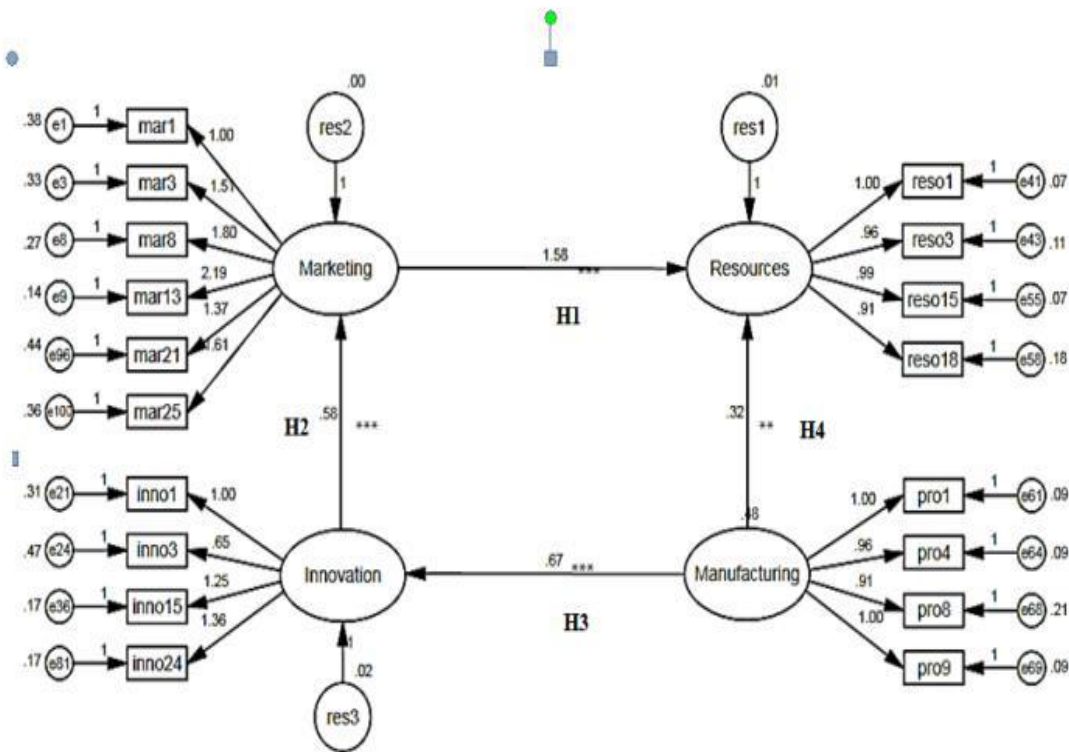 .00
.01
res2
res1
1
1
.38 e1 1 mar1
1.00
.33 e3 1 mar3
1.51
.27 e8 1 mar8
1.80
.14 e9 1 mar13
2.19
.44 e96 1 mar21
1.37
.36 e100 1 mar25
.61
Marketing
1.58
***
H1
Resources
1.00
reso1 1 e41 .07
.96
reso3 1 e43 .11
.99
reso15 1 e55 .07
.91
reso18 1 e58 .18
H2
.58
***
.32
**
H4
.31 e21 1 inno1
1.00
.47 e24 1 inno3
.65
.17 e36 1 inno15
1.25
.17 e81 1 inno24
1.36
Innovation
.67
***
H3
.48
Manufacturing
1.00
pro1 1 e61 .09
.96
pro4 1 e64 .09
.91
pro8 1 e68 .21
1.00
pro9 1 e69 .09
1
.02
res3